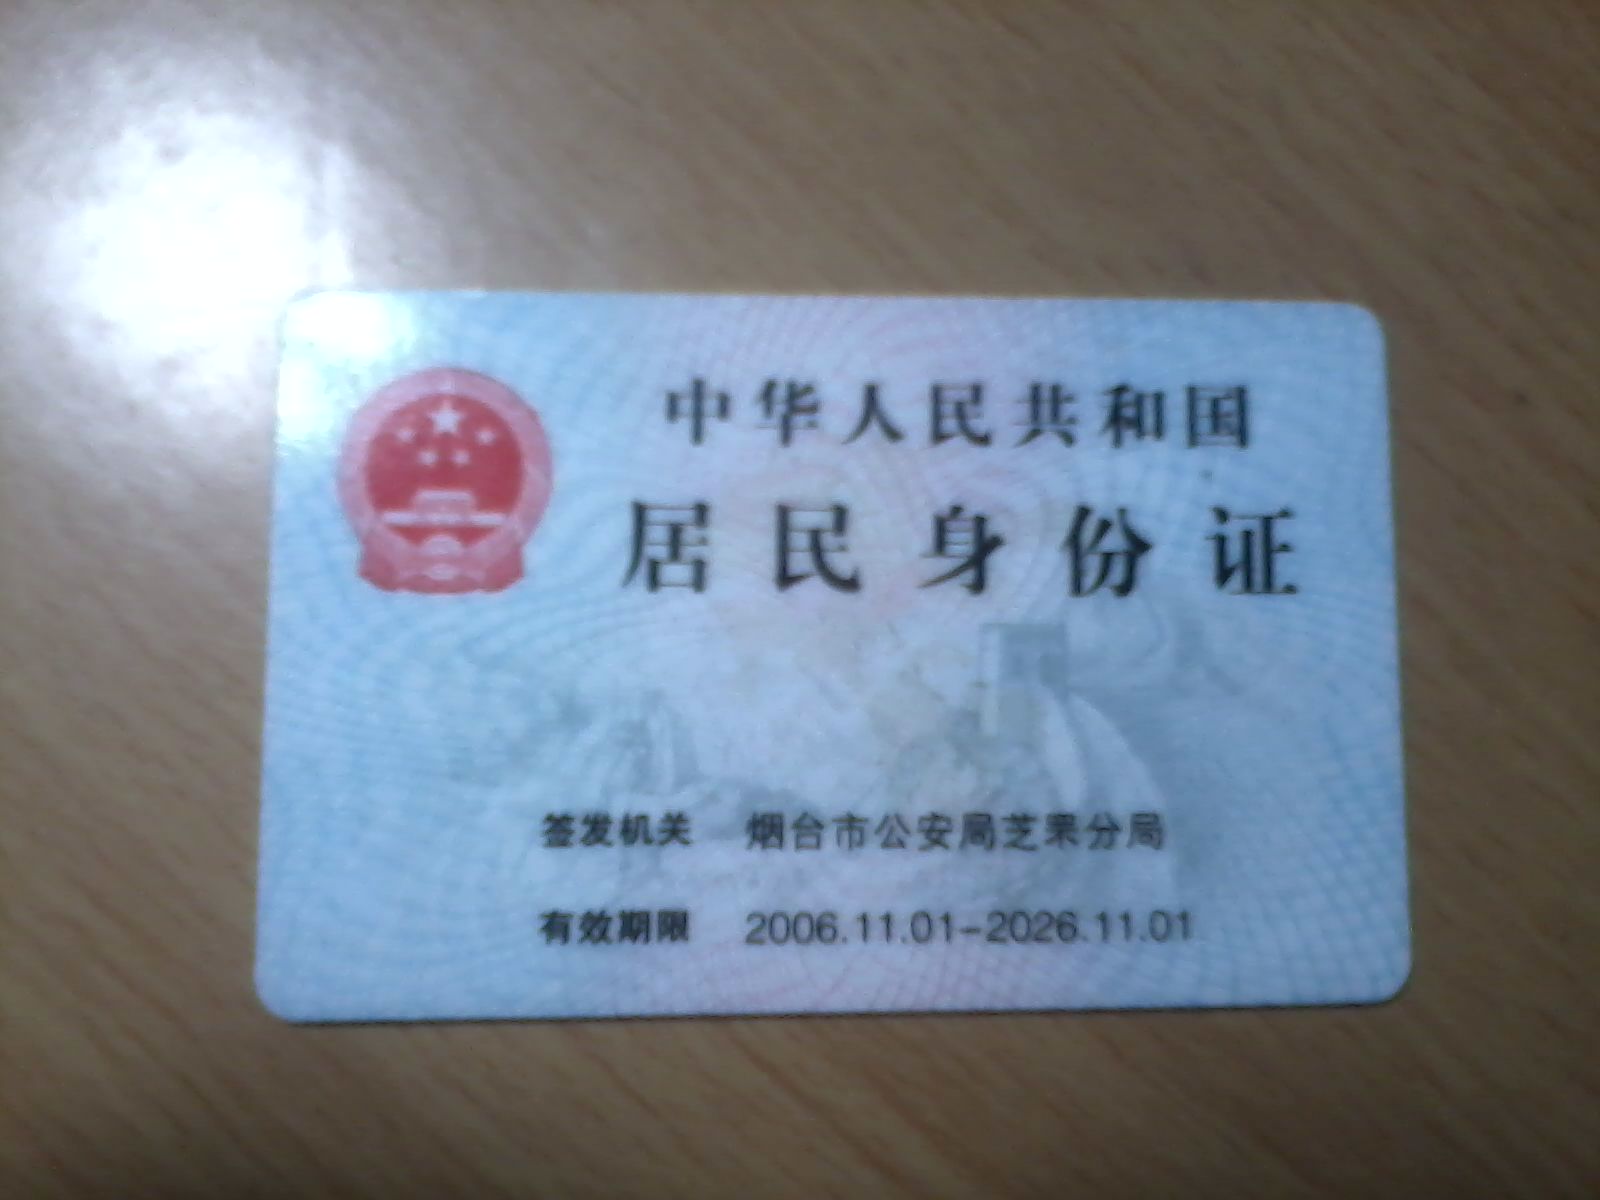 中华人民共和国
居民身份证
签发机关 烟台市公安局芝罘分局
有效期限 2006.11.01-2026.11.01